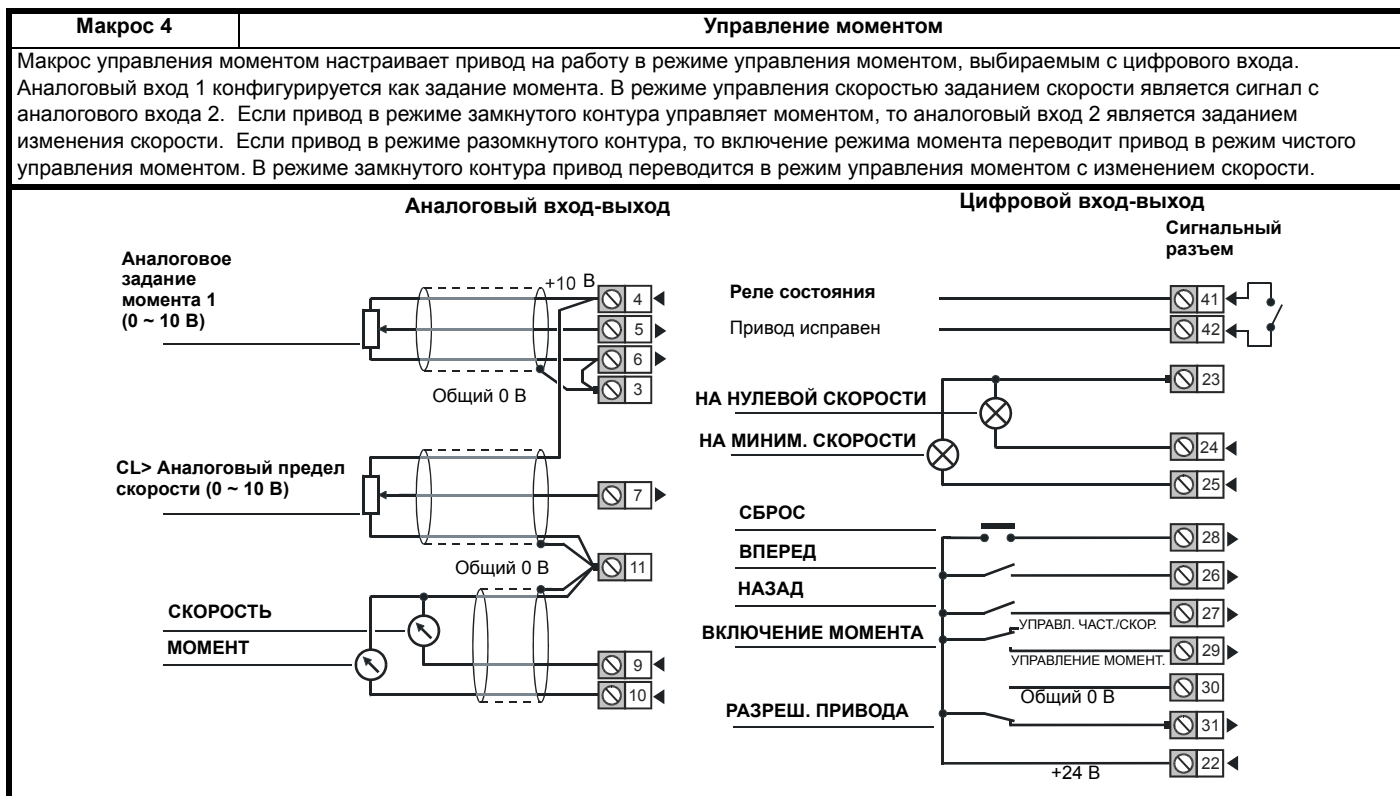 Макрос 4
Управление моментом
Макрос управления моментом настраивает привод на работу в режиме управления моментом, выбираемым с цифрового входа.
Аналоговый вход 1 конфигурируется как задание момента. В режиме управления скоростью заданием скорости является сигнал с
аналогового входа 2. Если привод в режиме замкнутого контура управляет моментом, то аналоговый вход 2 является заданием
изменения скорости. Если привод в режиме разомкнутого контура, то включение режима момента переводит привод в режим чистого
управления моментом. В режиме замкнутого контура привод переводится в режим управления моментом с изменением скорости.
Аналоговый вход-выход
Аналоговое
задание
момента 1
(0 ~ 10 В)
+10 В
4
5
6
3
Общий 0 В
CL> Аналоговый предел
скорости (0 ~ 10 В)
7
Общий 0 В
11
СКОРОСТЬ
МОМЕНТ
9
10
Цифровой вход-выход
Сигнальный
разъем
Реле состояния
41
Привод исправен
42
23
НА НУЛЕВОЙ СКОРОСТИ
НА МИНИМ. СКОРОСТИ
24
25
СБРОС
28
ВПЕРЕД
26
НАЗАД
27
УПРАВЛ. ЧАСТ./СКОР.
ВКЛЮЧЕНИЕ МОМЕНТА
29
УПРАВЛЕНИЕ МОМЕНТ.
30
Общий 0 В
РАЗРЕШ. ПРИВОДА
31
22
+24 В